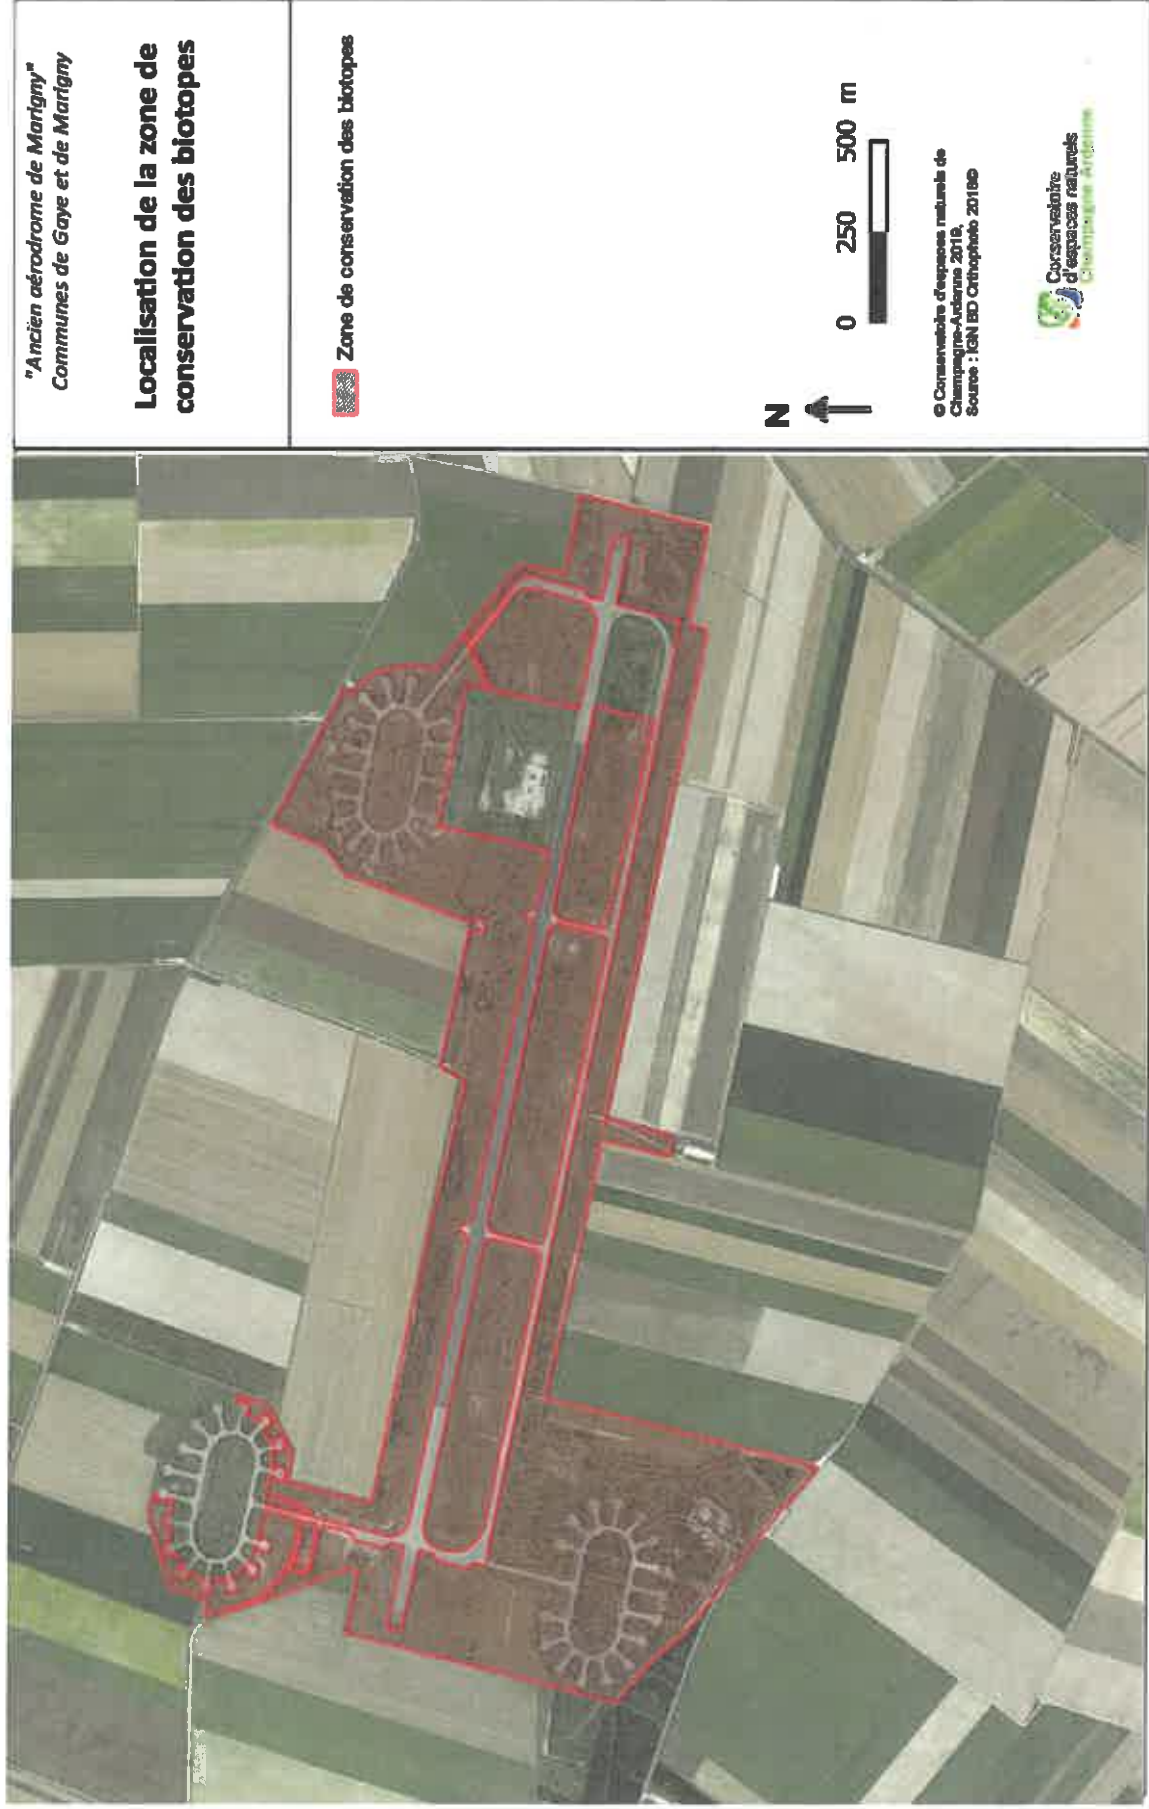 "Ancien aérodrome de Marigny"
Communes de Gaye et de Marigny
Localisation de la zone de
conservation des biotopes
Zone de conservation des biotopes
N
0 250 500 m
© Conservatoire d'espaces naturels de
Champagne-Ardenne 2019,
Source : IGN BD Orthophoto 2018©
Conservatoire
d'espaces naturels
Champagne Ardenne